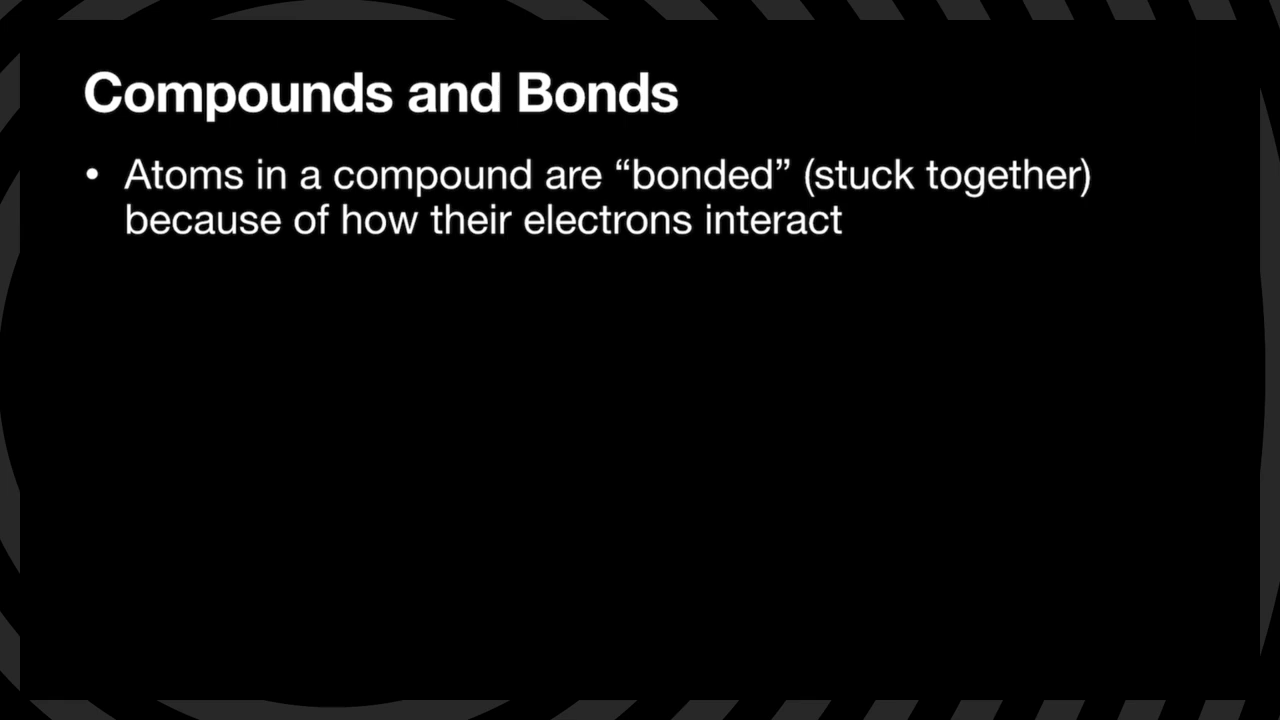 Compounds and Bonds
• Atoms in a compound are “bonded” (stuck together)
because of how their electrons interact